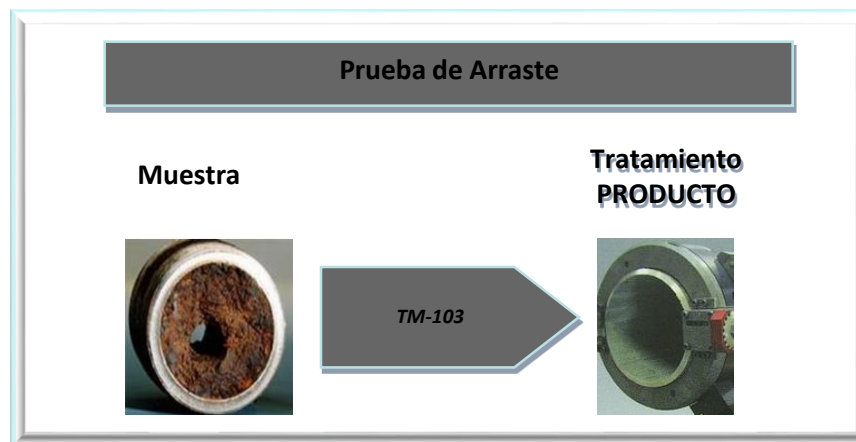 Prueba de Arraste
Muestra
Tratamiento
PRODUCTO
TM-103